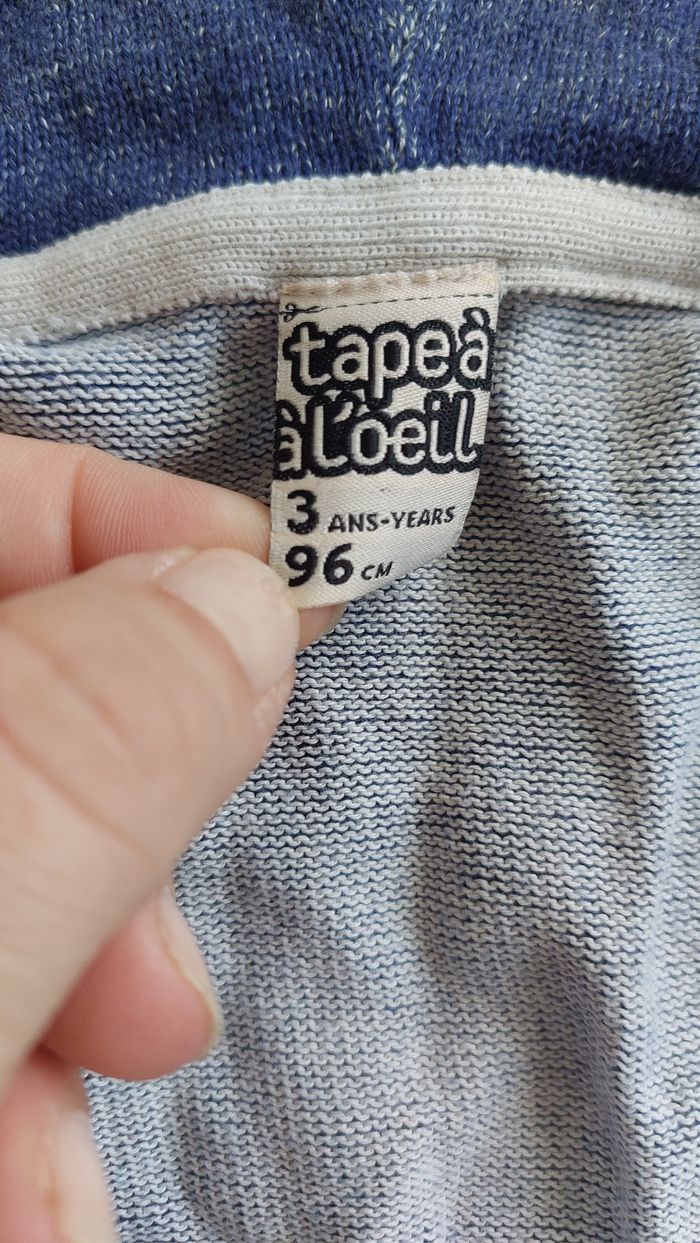 tapeà
àl'oeil
3 ANS-YEARS
96 CM